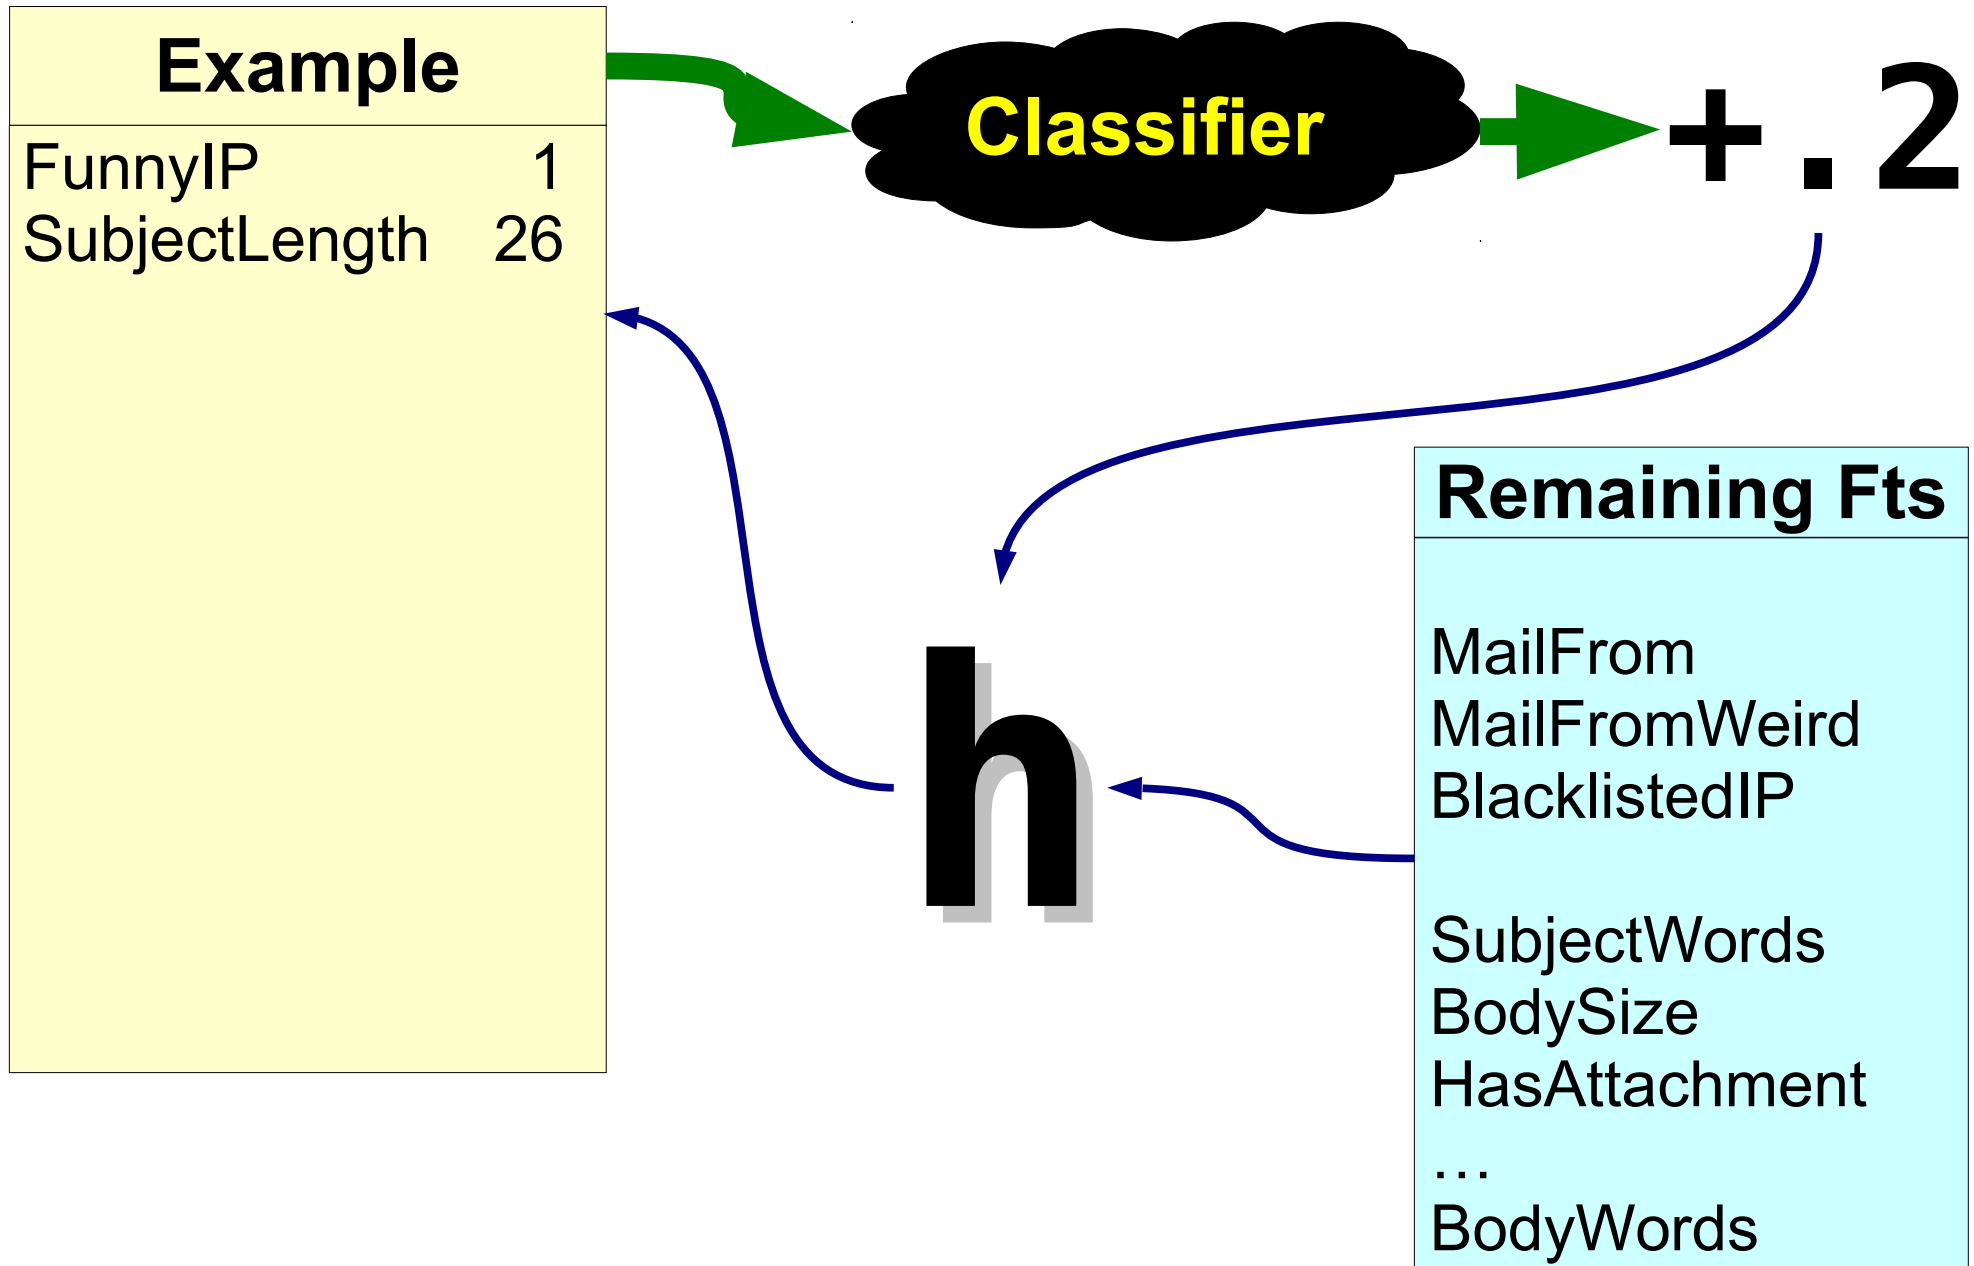 Example
FunnyIP 1
SubjectLength 26
Classifier
+.2
h
Remaining Fts
MailFrom
MailFromWeird
BlacklistedIP
SubjectWords
BodySize
HasAttachment
…
BodyWords